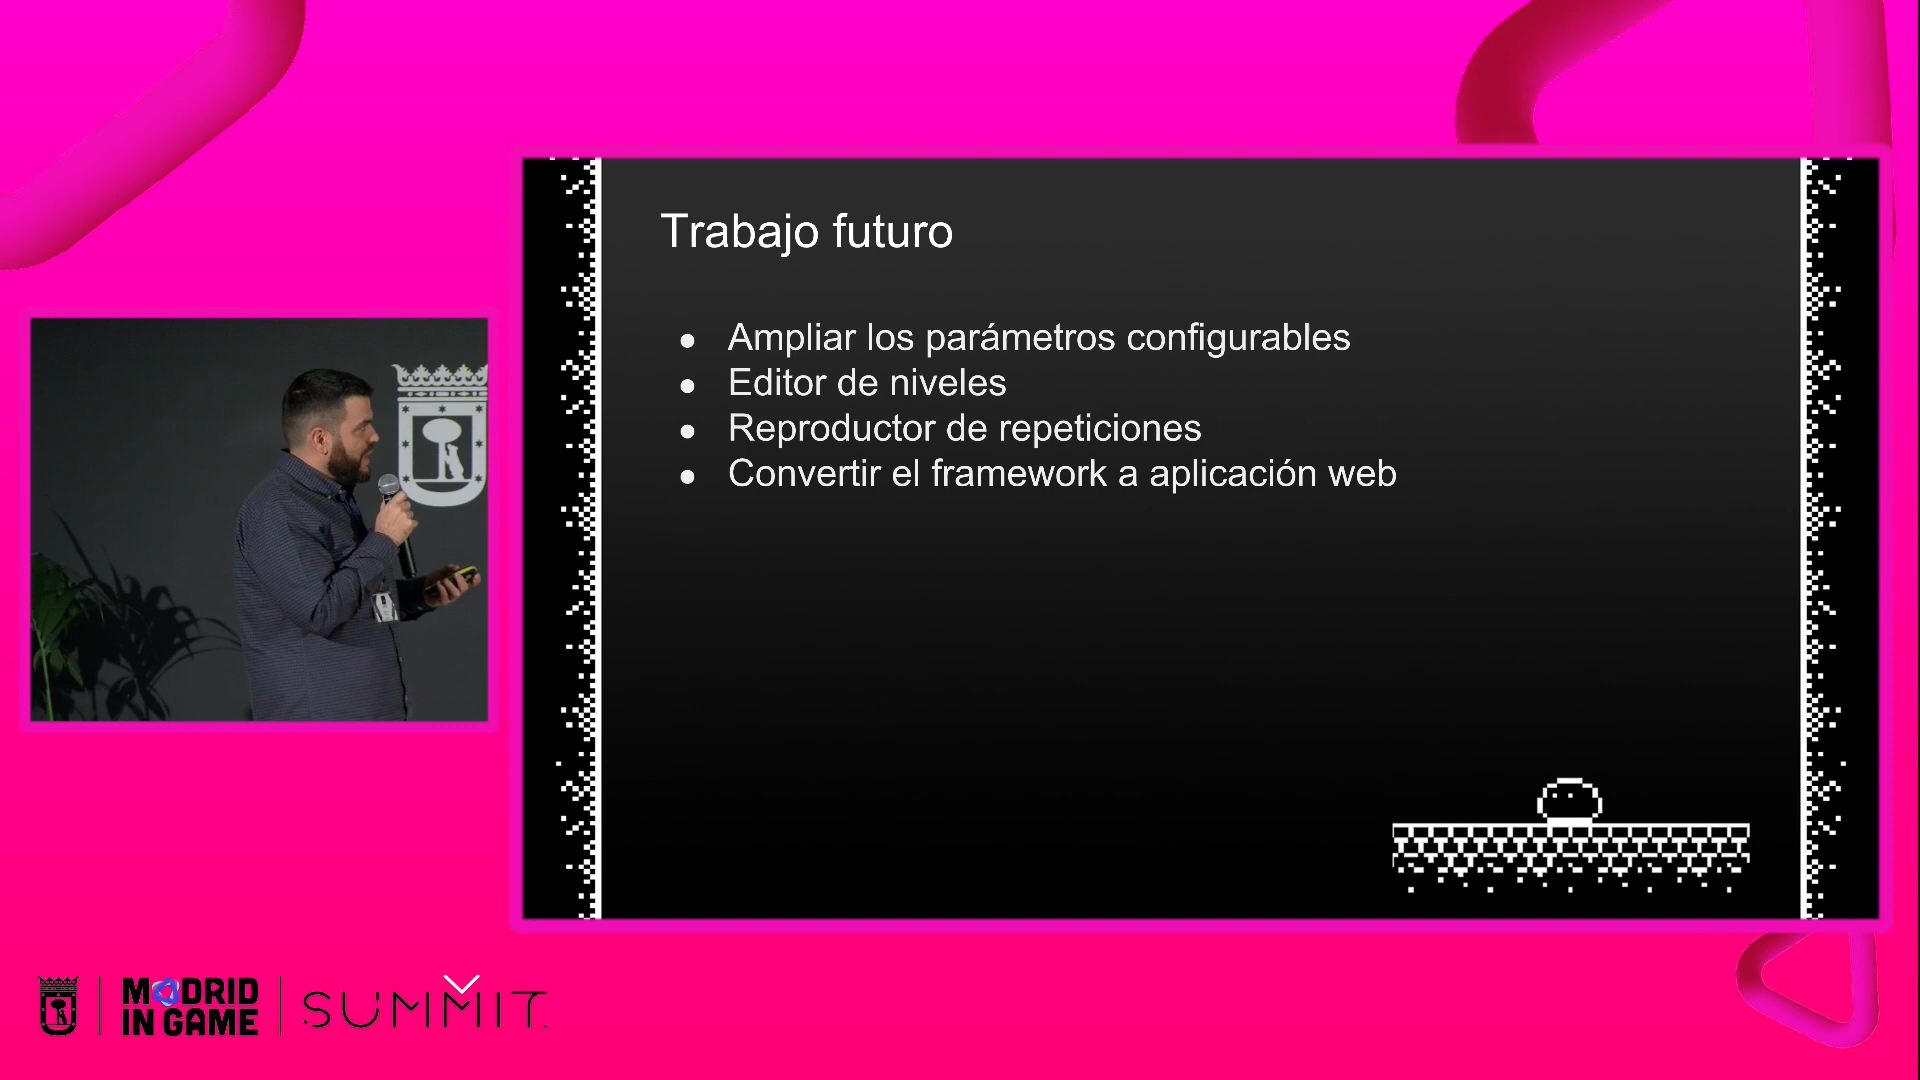 Trabajo futuro
● Ampliar los parámetros configurables
● Editor de niveles
● Reproductor de repeticiones
● Convertir el framework a aplicación web
MADRID
IN GAME
SUMMIT.